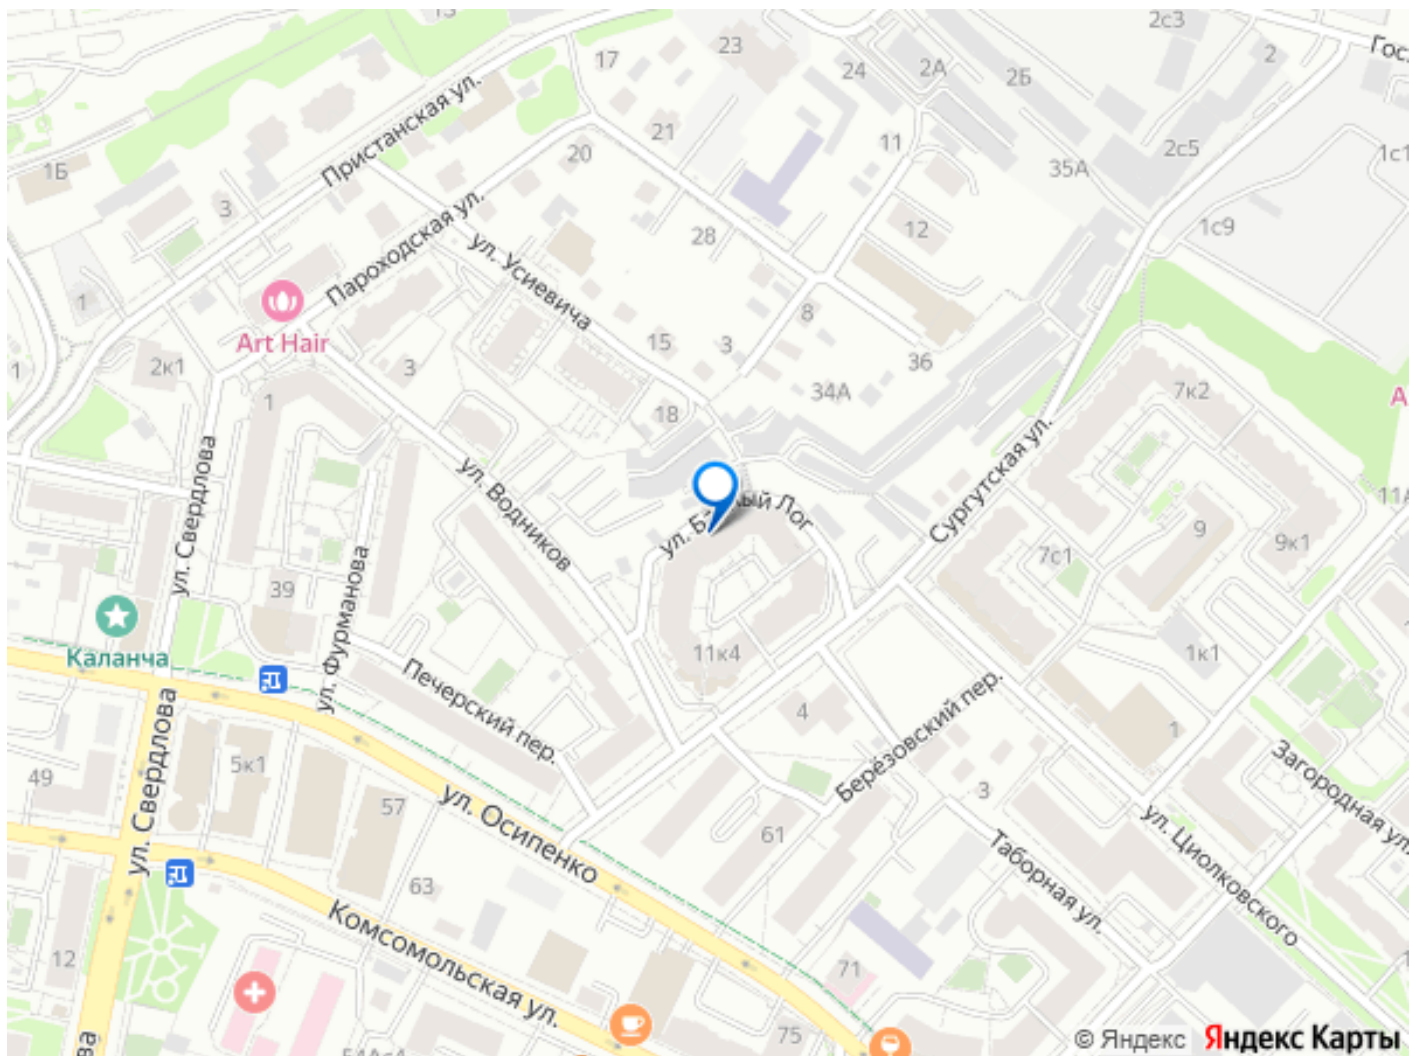 2с3
Гос
23
17
24
2А
2Б
2
Пристанская ул.
21
11
20
2с5
1с1
35А
1Б
3
Пароходская ул.
ул. Усиевича
28
12
1с9
1
Art Hair
8
15
3
36
1
2к1
3
34А
7к2
А
1
18
ул. Свердлова
ул. Водников
Сургутская ул.
11А
ул. Б
ый Лог
7с1
9
9к1
ул. Фурманова
39
Каланча
Печерский пер.
11к4
1к1
4
Берёзовский пер.
1
ул. Свердлова
5к1
49
57
ул. Осипенко
3
Загородная ул.
61
ул. Циолковского
Таборная ул.
63
Комсомольская ул.
12
71
75
© Яндекс Яндекс Карты